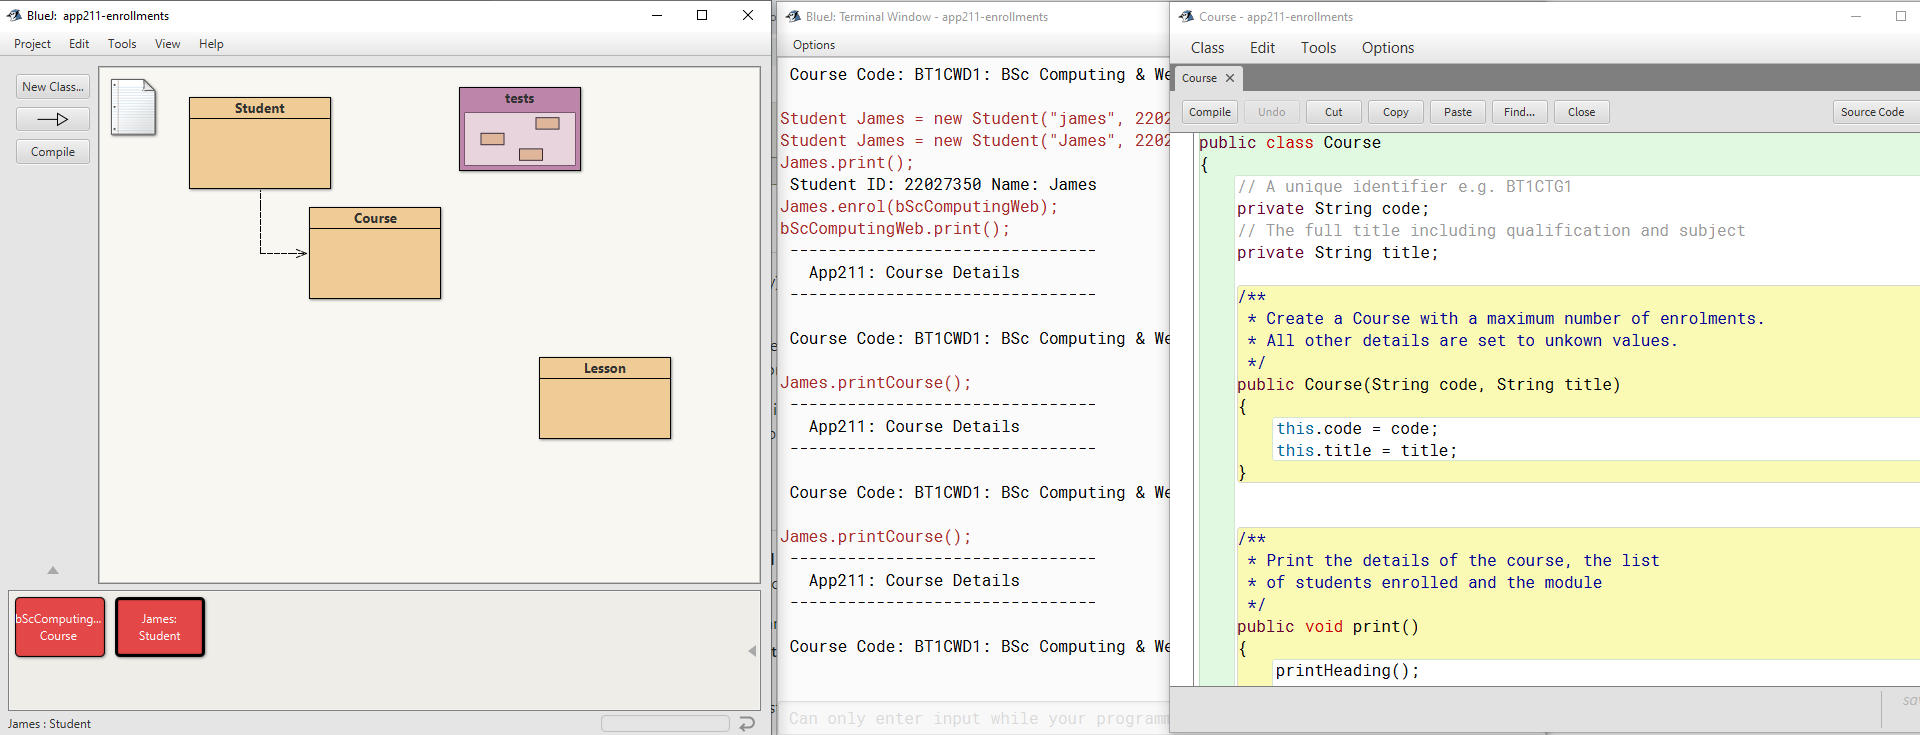 BlueJ: app211-enrollments
Project Edit Tools View Help
New Class...
Compile
Student
tests
Course
Lesson
bScComputing...
Course
James:
Student
James : Student
BlueJ: Terminal Window - app211-enrollments
Options
Course Code: BT1CWD1: BSc Computing & We
Student James = new Student("james", 2202
Student James = new Student("James", 2202
James.print();
Student ID: 22027350 Name: James
James.enrol(bScComputingWeb);
bScComputingWeb.print();
--------------------------------
App211: Course Details
--------------------------------
Course Code: BT1CWD1: BSc Computing & We
James.printCourse();
--------------------------------
App211: Course Details
--------------------------------
Course Code: BT1CWD1: BSc Computing & We
James.printCourse();
--------------------------------
App211: Course Details
--------------------------------
Course Code: BT1CWD1: BSc Computing & We
Can only enter input while your programm
Course - app211-enrollments
Class Edit Tools Options
Course
Compile Undo Cut Copy Paste Find... Close Source Code
public class Course
{
// A unique identifier e.g. BT1CTG1
private String code;
// The full title including qualification and subject
private String title;
/**
* Create a Course with a maximum number of enrolments.
* All other details are set to unkown values.
*/
public Course(String code, String title)
{
this.code = code;
this.title = title;
}
/**
* Print the details of the course, the list
* of students enrolled and the module
*/
public void print()
{
printHeading();